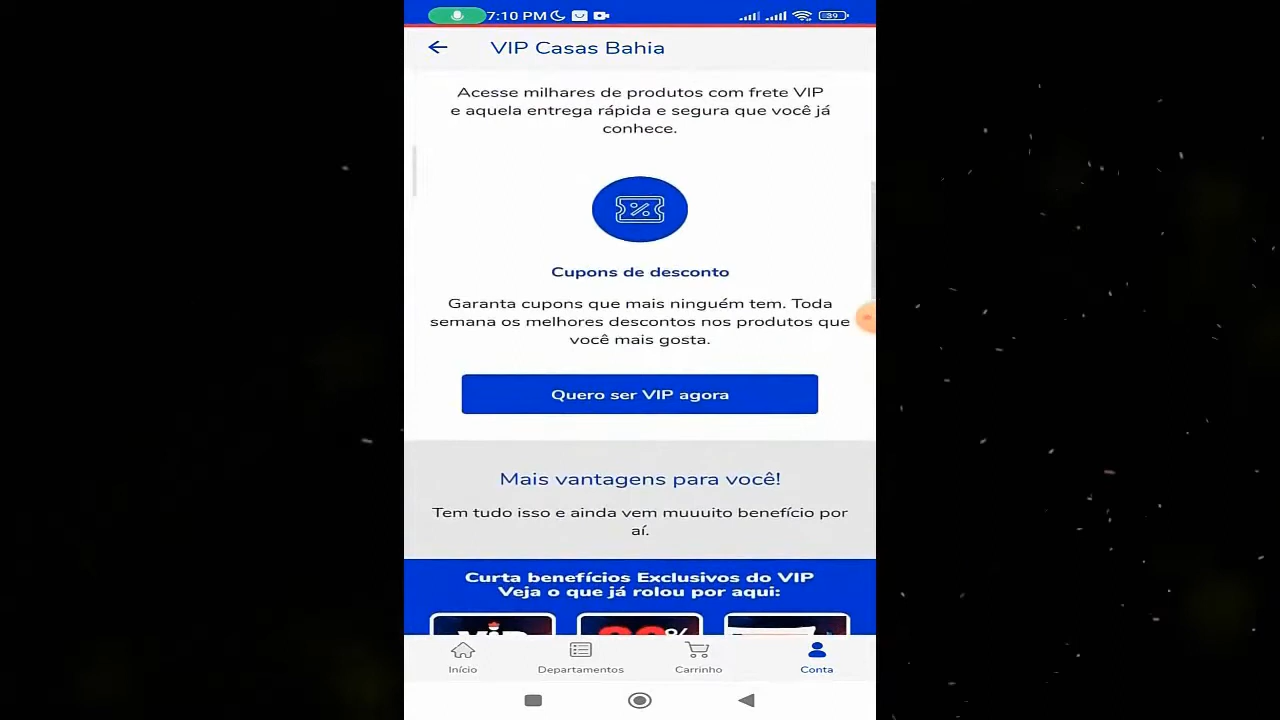 7:10 PM
39
VIP Casas Bahia
Acesse milhares de produtos com frete VIP
e aquela entrega rápida e segura que você já
conhece.
Cupons de desconto
Garanta cupons que mais ninguém tem. Toda
semana os melhores descontos nos produtos que
você mais gosta.
Quero ser VIP agora
Mais vantagens para você!
Tem tudo isso e ainda vem muuuito benefício por
aí.
Curta benefícios Exclusivos do VIP
Veja o que já rolou por aqui:
VIP
Início
Departamentos
Carrinho
Conta